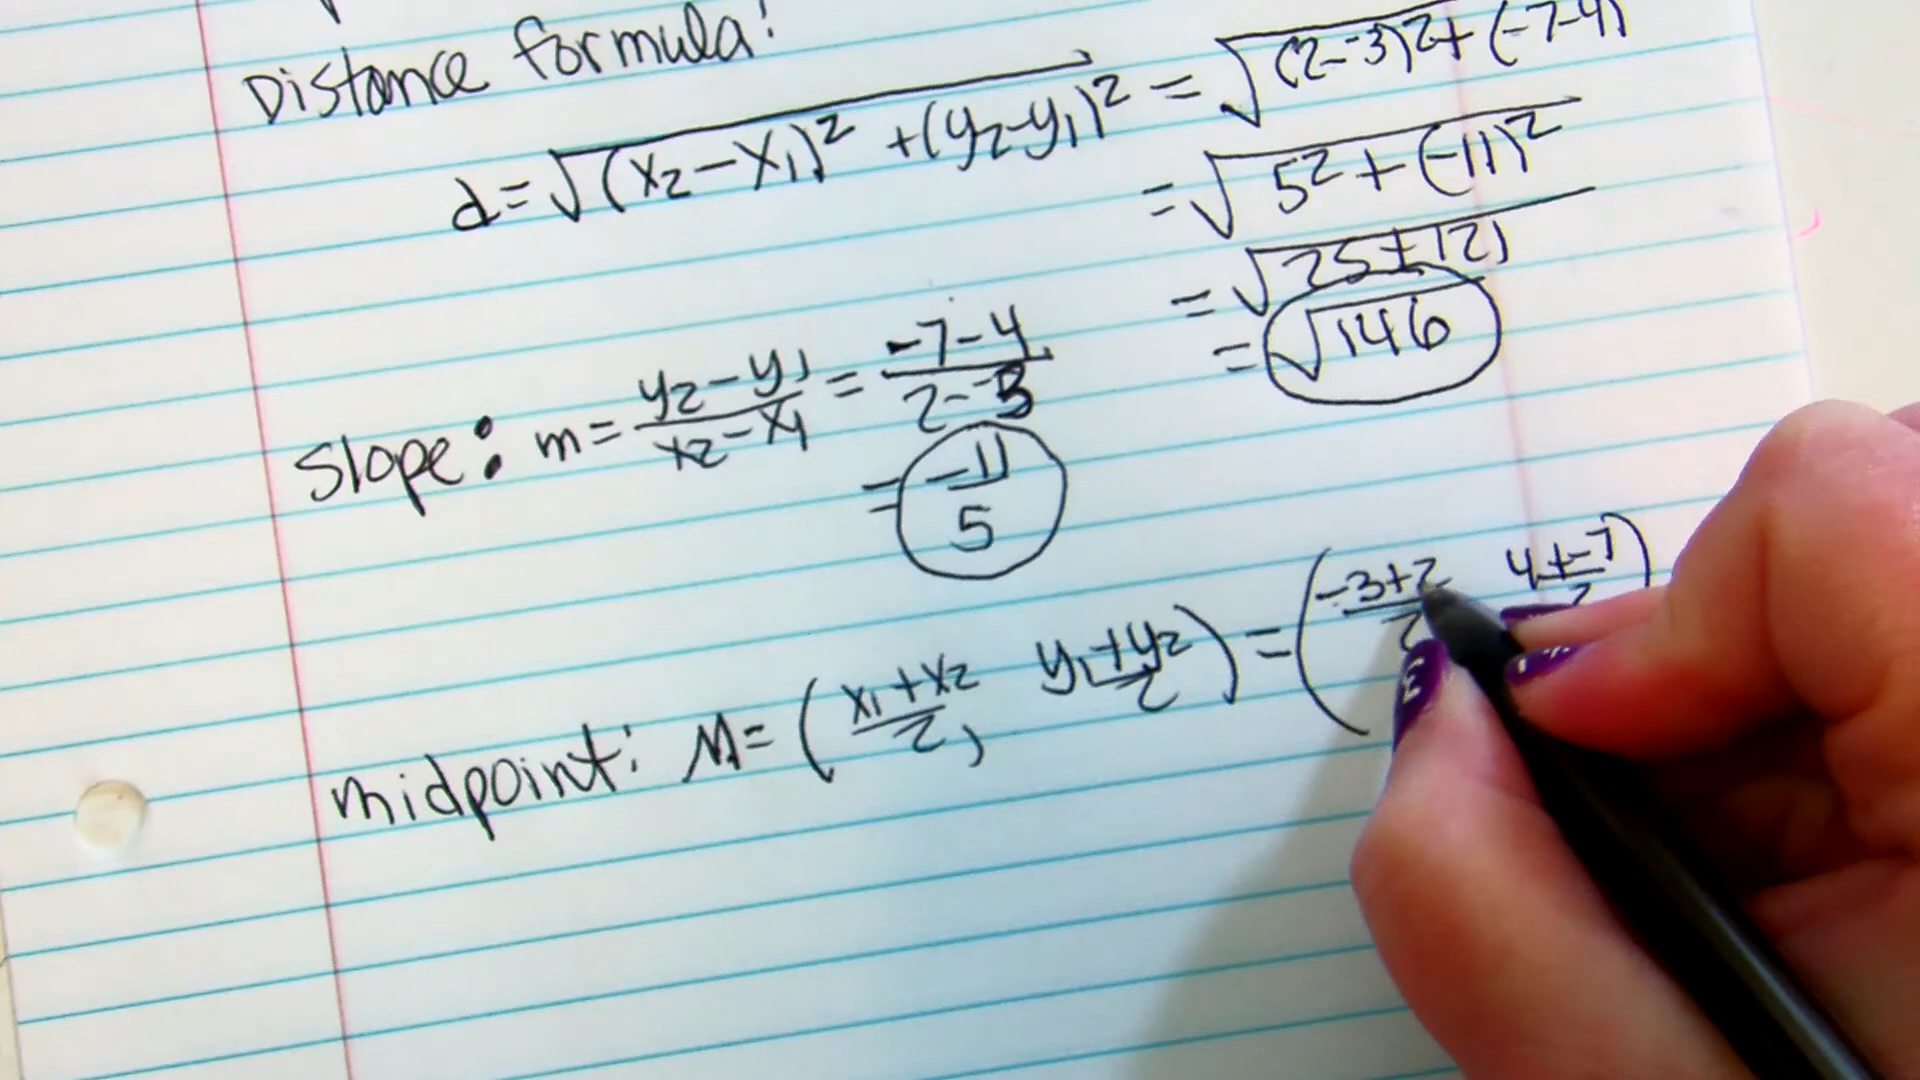 Distance formula:
d = √(x₂ - x₁)² + (y₂ - y₁)² = √(2 - -3)² + (-7-4)
= √5² + (-11)²
= √25 + 121
= √146
Slope: m = y₂ - y₁ / x₂ - x₁ = -7 - 4 / 2 - -3
= -11 / 5
midpoint: M = (x₁ + x₂ / 2, y₁ + y₂ / 2) = (-3 + 2 / 2 4 + -7 / 2)